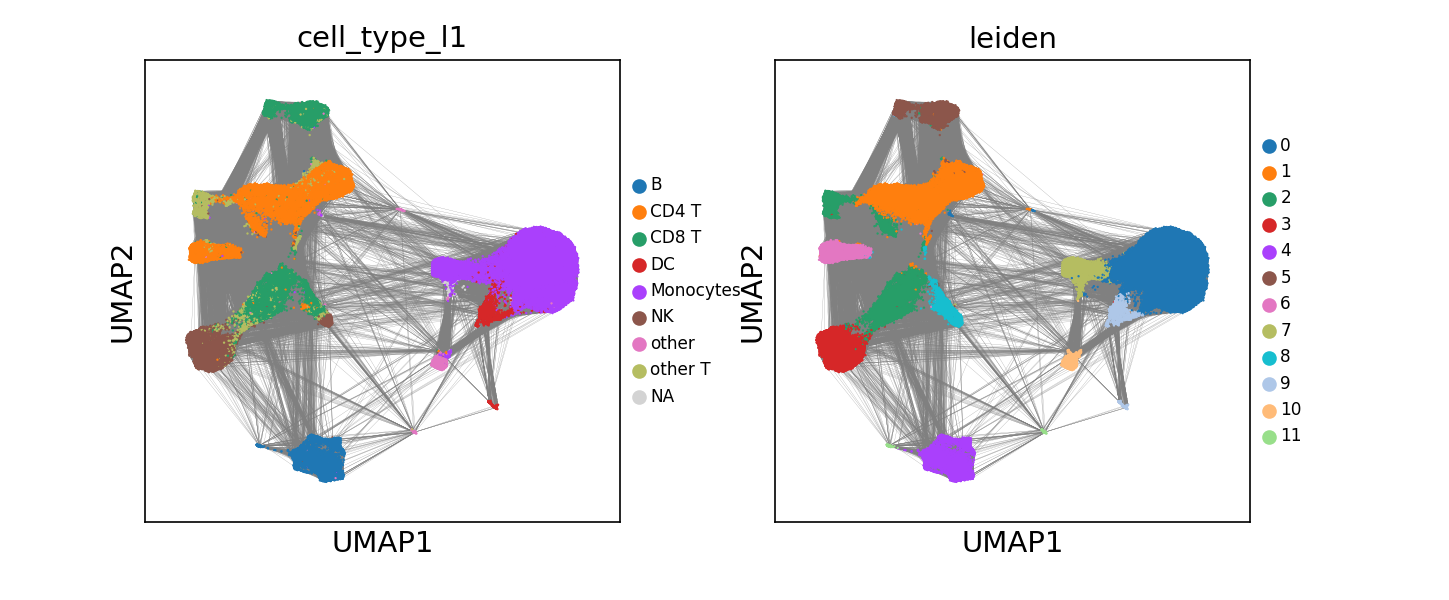 cell_type_l1
UMAP2
UMAP1
B
CD4 T
CD8 T
DC
Monocytes
NK
other
other T
NA
leiden
UMAP2
UMAP1
0
1
2
3
4
5
6
7
8
9
10
11